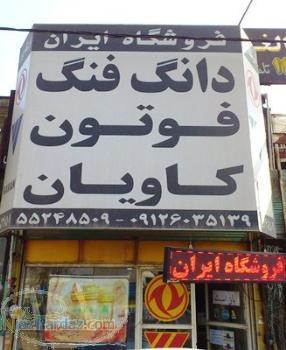 فروشگاه ایران
دانگ فنگ
فوتون
کاویان
۵۵۲۴۸۵۰۹ - ۰۹۱۲۶۰۳۵۱۳۹
فروشگاه ایران